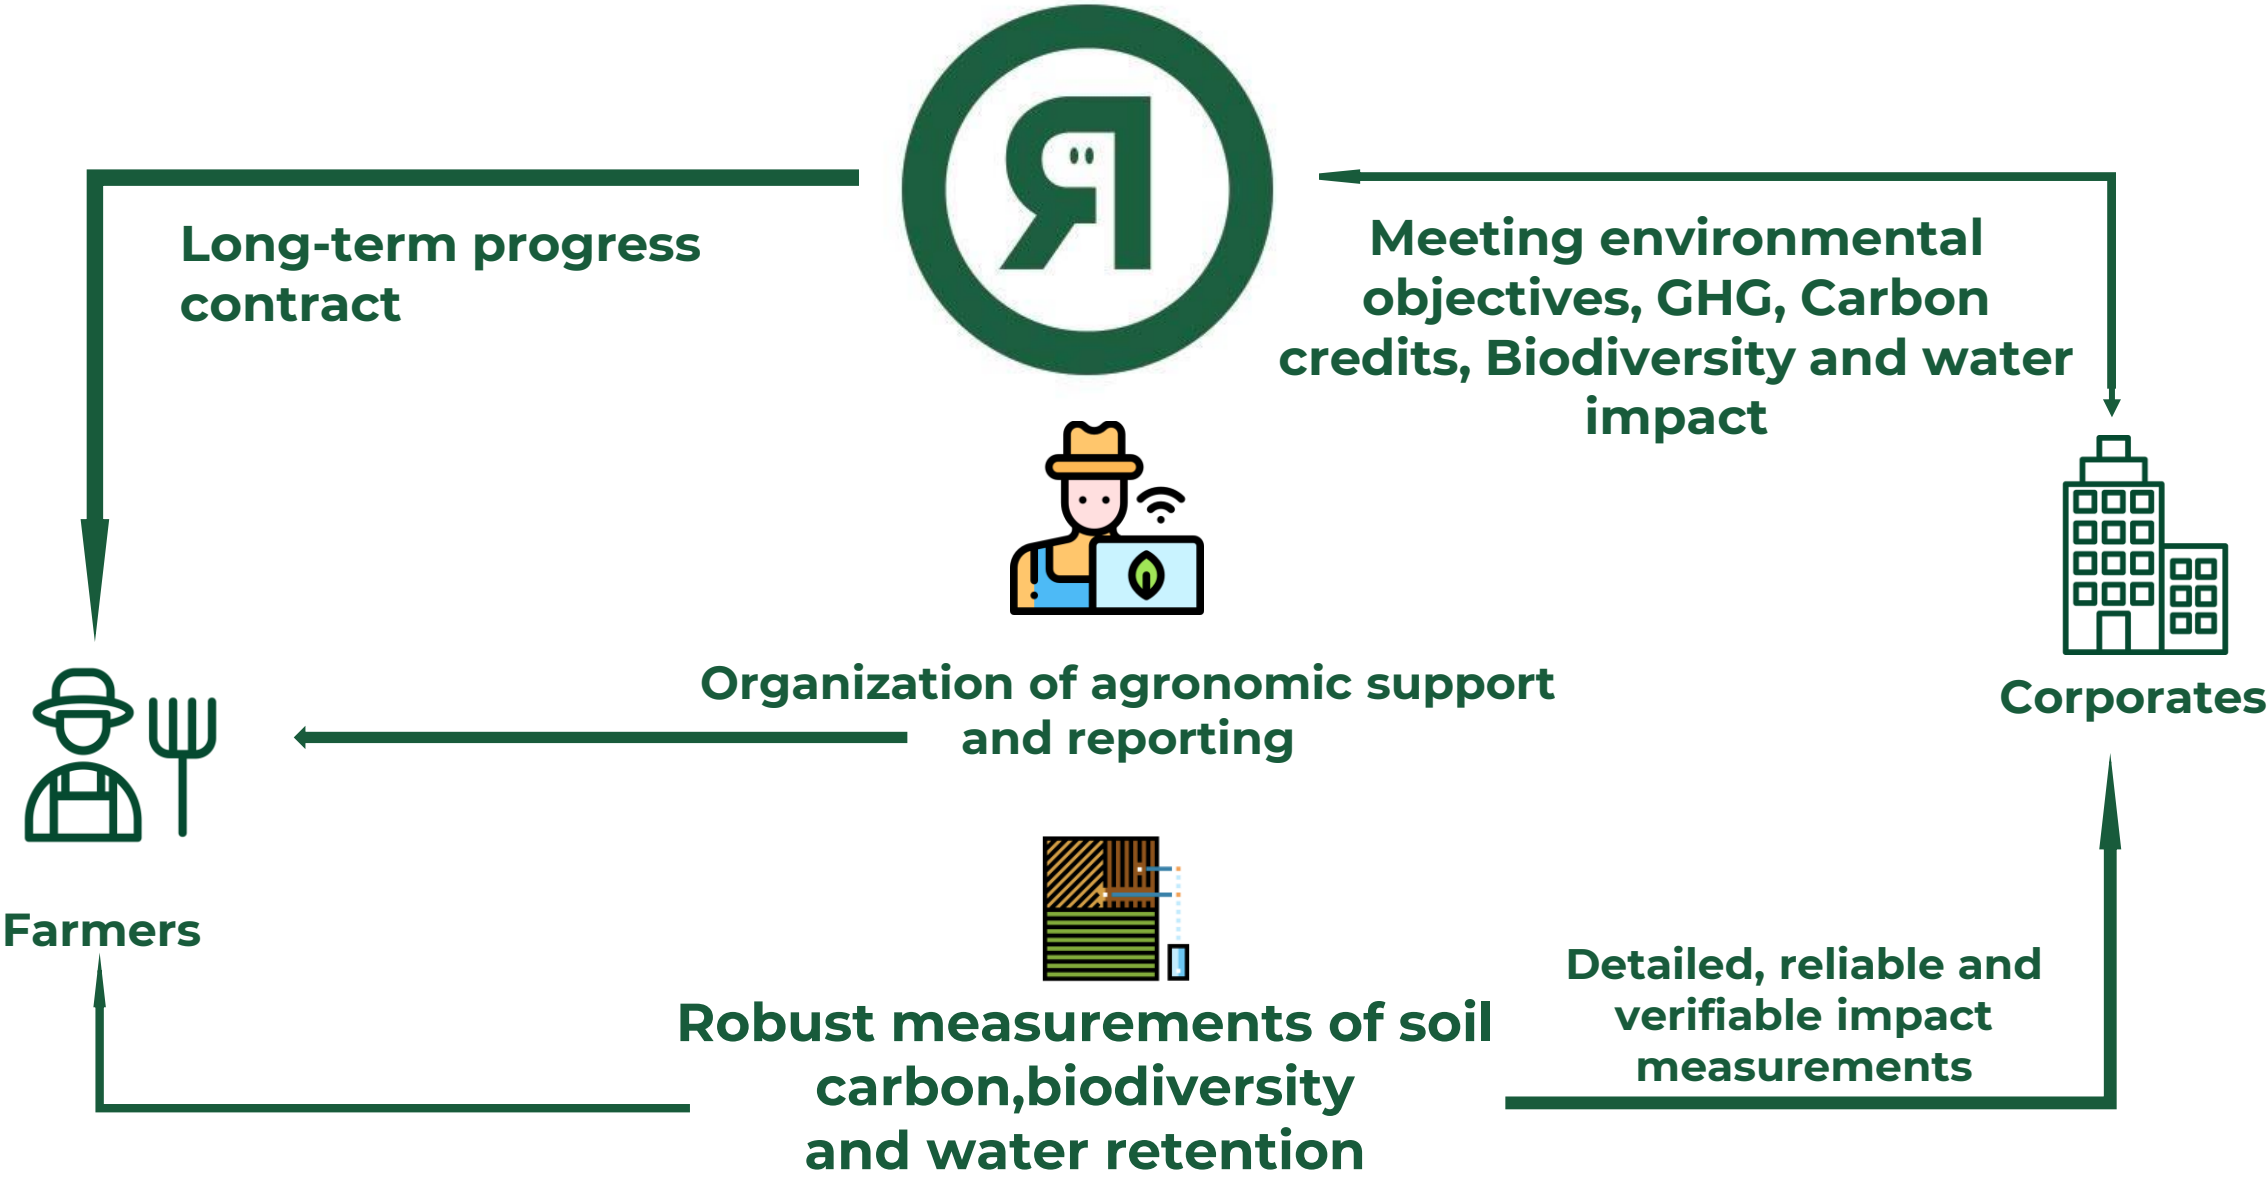 Я
Long-term progress
contract
Meeting environmental
objectives, GHG, Carbon
credits, Biodiversity and water
impact
Organization of agronomic support
and reporting
Corporates
Farmers
Robust measurements of soil
carbon,biodiversity
and water retention
Detailed, reliable and
verifiable impact
measurements